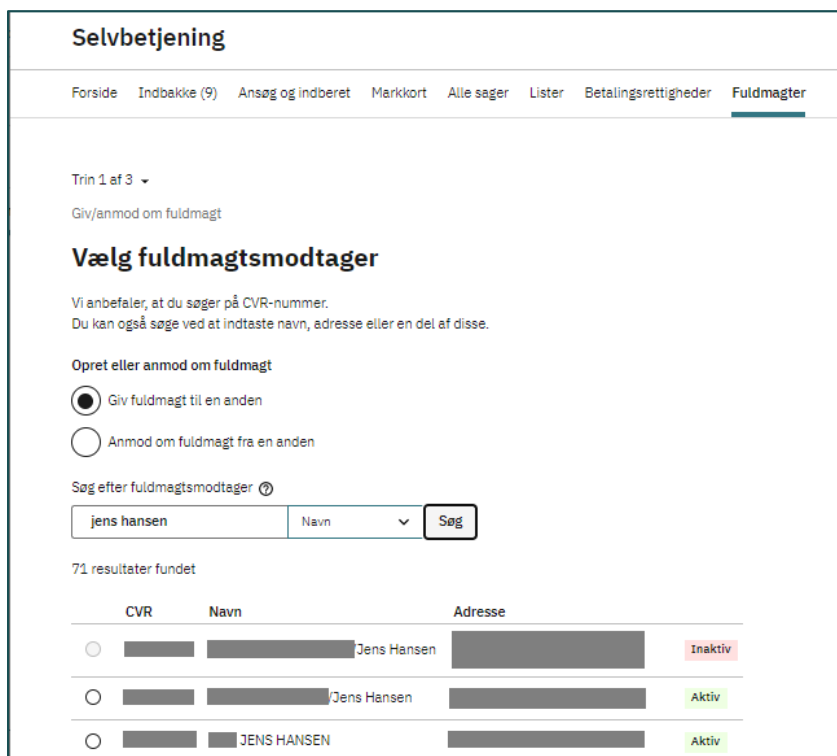 Selvbetjening
Forside Indbakke (9) Ansøg og indberet Markkort Alle sager Lister Betalingsrettigheder Fuldmagter
Trin 1 af 3
Giv/anmod om fuldmagt
Vælg fuldmagtsmodtager
Vi anbefaler, at du søger på CVR-nummer.
Du kan også søge ved at indtaste navn, adresse eller en del af disse.
Opret eller anmod om fuldmagt
Giv fuldmagt til en anden
Anmod om fuldmagt fra en anden
Søg efter fuldmagtsmodtager
jens hansen Navn Søg
71 resultater fundet
CVR Navn Adresse
/Jens Hansen Inaktiv
/Jens Hansen Aktiv
JENS HANSEN Aktiv